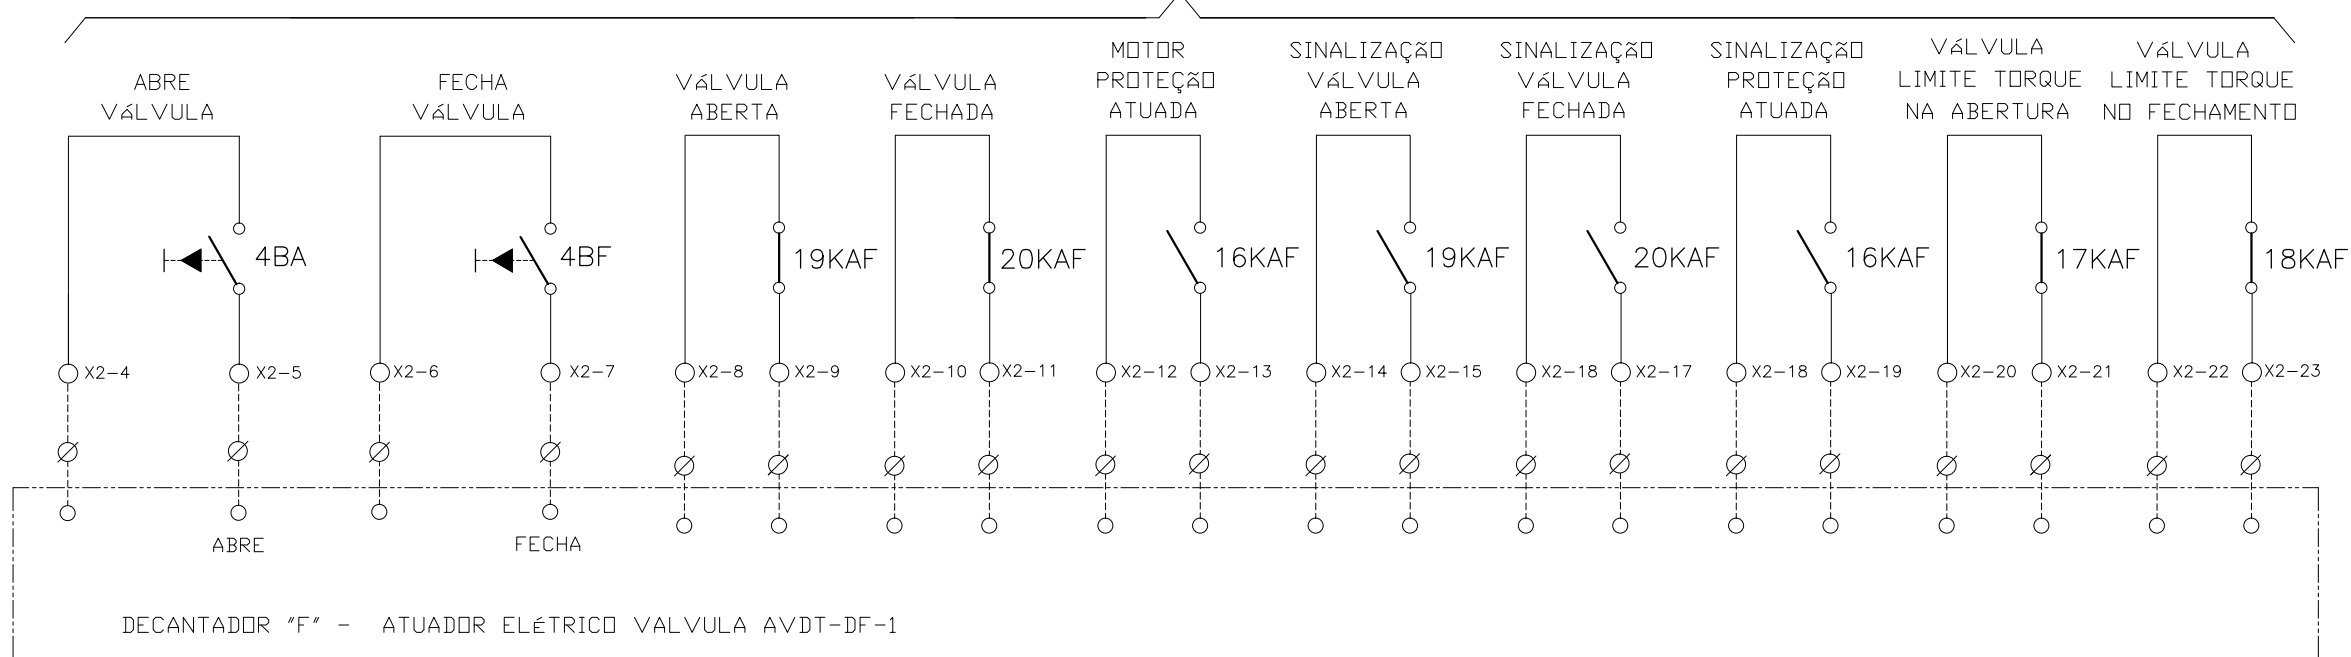 ABRE
VáLVULA
FECHA
VáLVULA
VáLVULA
ABERTA
VáLVULA
FECHADA
MOTOR
PROTEÇãO
ATUADA
SINALIZAÇãO
VáLVULA
ABERTA
SINALIZAÇãO
VáLVULA
FECHADA
SINALIZAÇãO
PROTEÇãO
ATUADA
VáLVULA
LIMITE TORQUE
NA ABERTURA
VáLVULA
LIMITE TORQUE
NO FECHAMENTO
4BA 4BF 19KAF 20KAF 16KAF 19KAF 20KAF 16KAF 17KAF 18KAF
X2-4 X2-5 X2-6 X2-7 X2-8 X2-9 X2-10 X2-11 X2-12 X2-13 X2-14 X2-15 X2-18 X2-17 X2-18 X2-19 X2-20 X2-21 X2-22 X2-23
ABRE FECHA
DECANTADOR "F" - ATUADOR ELéTRICO VALVULA AVDT-DF-1